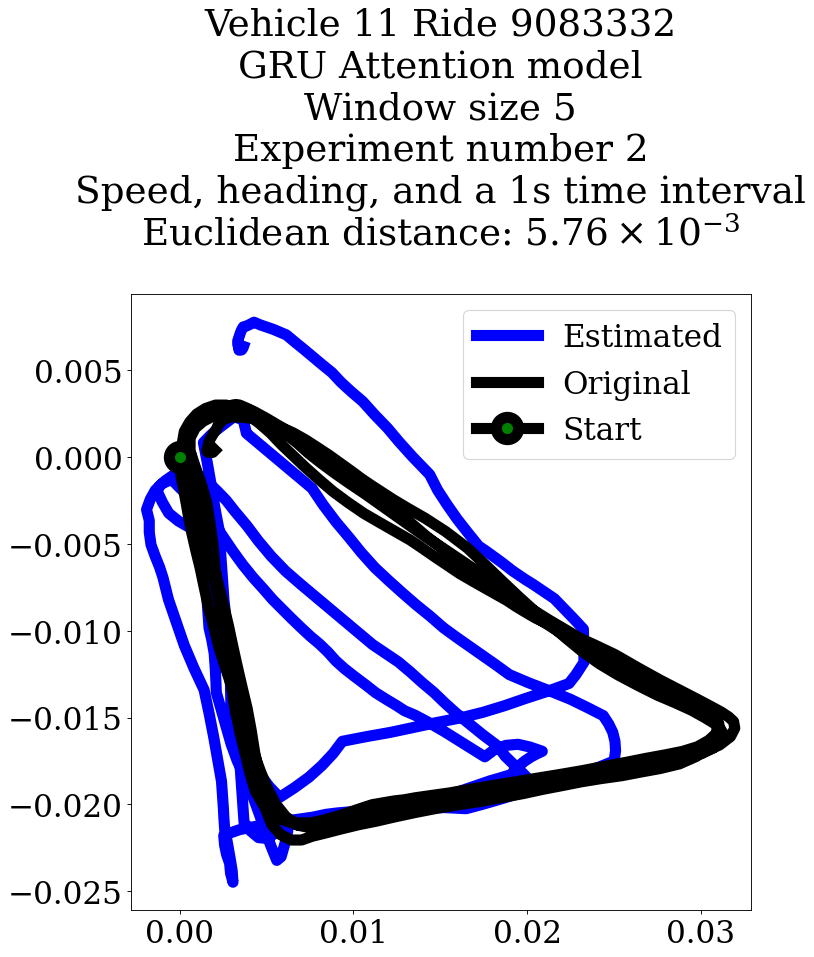 Vehicle 11 Ride 9083332
GRU Attention model
Window size 5
Experiment number 2
Speed, heading, and a 1s time interval
Euclidean distance: 5.76 × 10⁻³
Estimated
Original
Start
0.005
0.000
−0.005
−0.010
−0.015
−0.020
−0.025
0.00 0.01 0.02 0.03